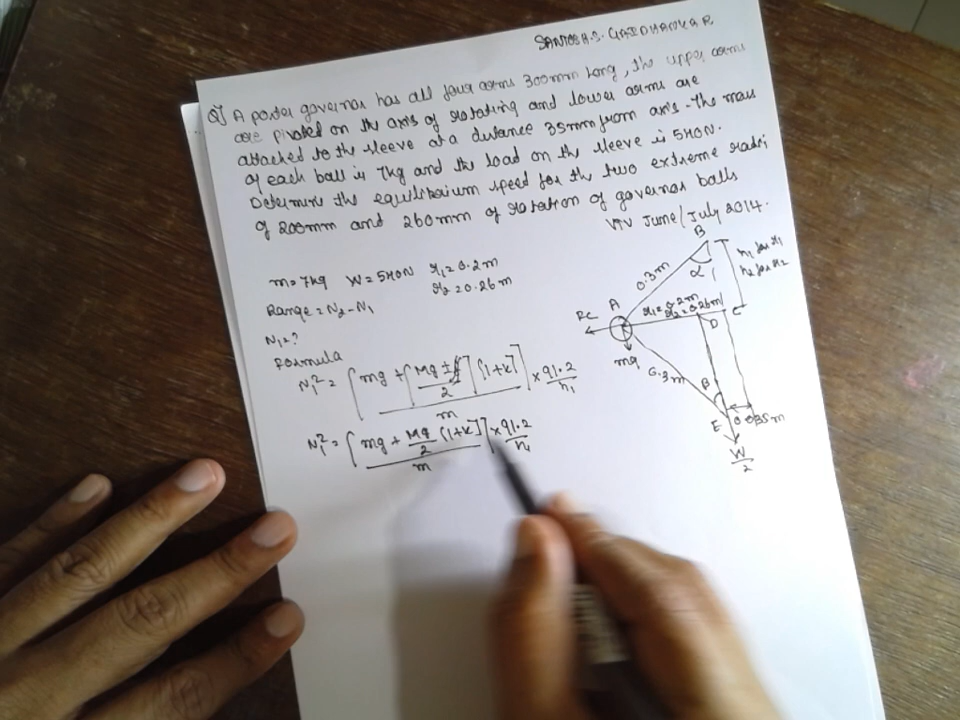 SANTOSH.S. GAIDHANKAR
Q] A porter governor has all four arms 300mm long, the upper arms
are pivoted on the axis of rotating and lower arms are
attached to the sleeve at a distance 35mm from axis. The mass
of each ball is 7kg and the load on the sleeve is 540N.
Determine the equilibrium speed for the two extreme radii
of 200mm and 260mm of rotation of governor balls
VTU June/July 2014.
m=7kg W=540N r1=0.2m
r2=0.26m
Range = N2-N1
N1=?
Formula
N1² = [mg + [Mg ± f / 2] [1+k]] / m × 91.2 / h1
N1² = [mg + Mg/2 (1+k)] / m × 91.2 / h1
B
α
0.3m
h1 for r1
h2 for r2
A
FC
r1=0.2m
r2=0.26m
D
C
mg
0.3m
β
E
0.035m
W/2